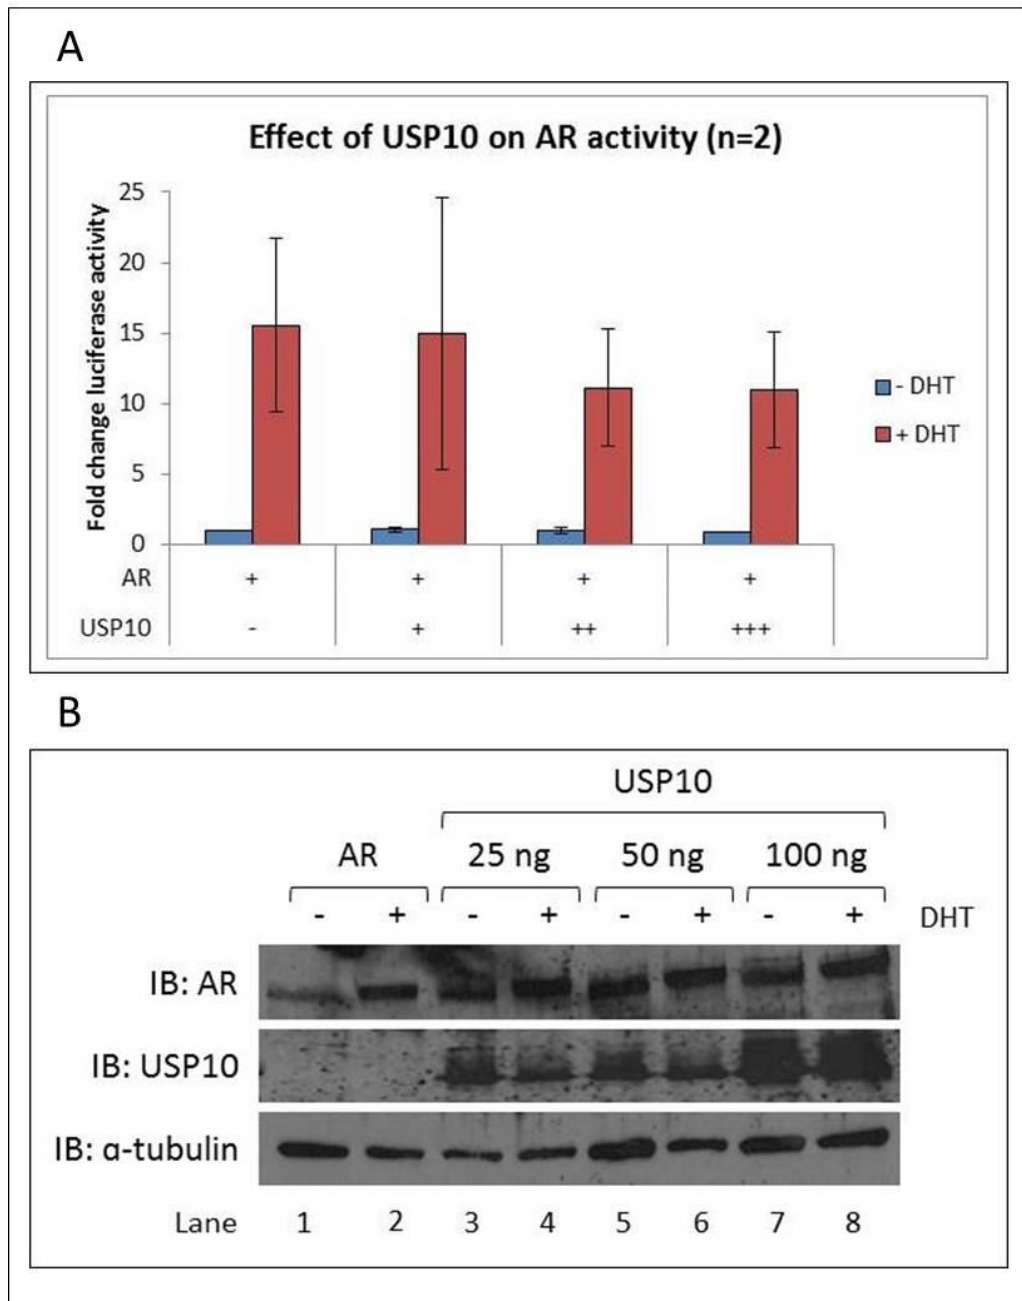 A
Effect of USP10 on AR activity (n=2)
Fold change luciferase activity
25
20
15
10
5
0
- DHT
+ DHT
AR + + + +
USP10 - + ++ +++
B
USP10
AR 25 ng 50 ng 100 ng
- + - + - + - + DHT
IB: AR
IB: USP10
IB: α-tubulin
Lane 1 2 3 4 5 6 7 8